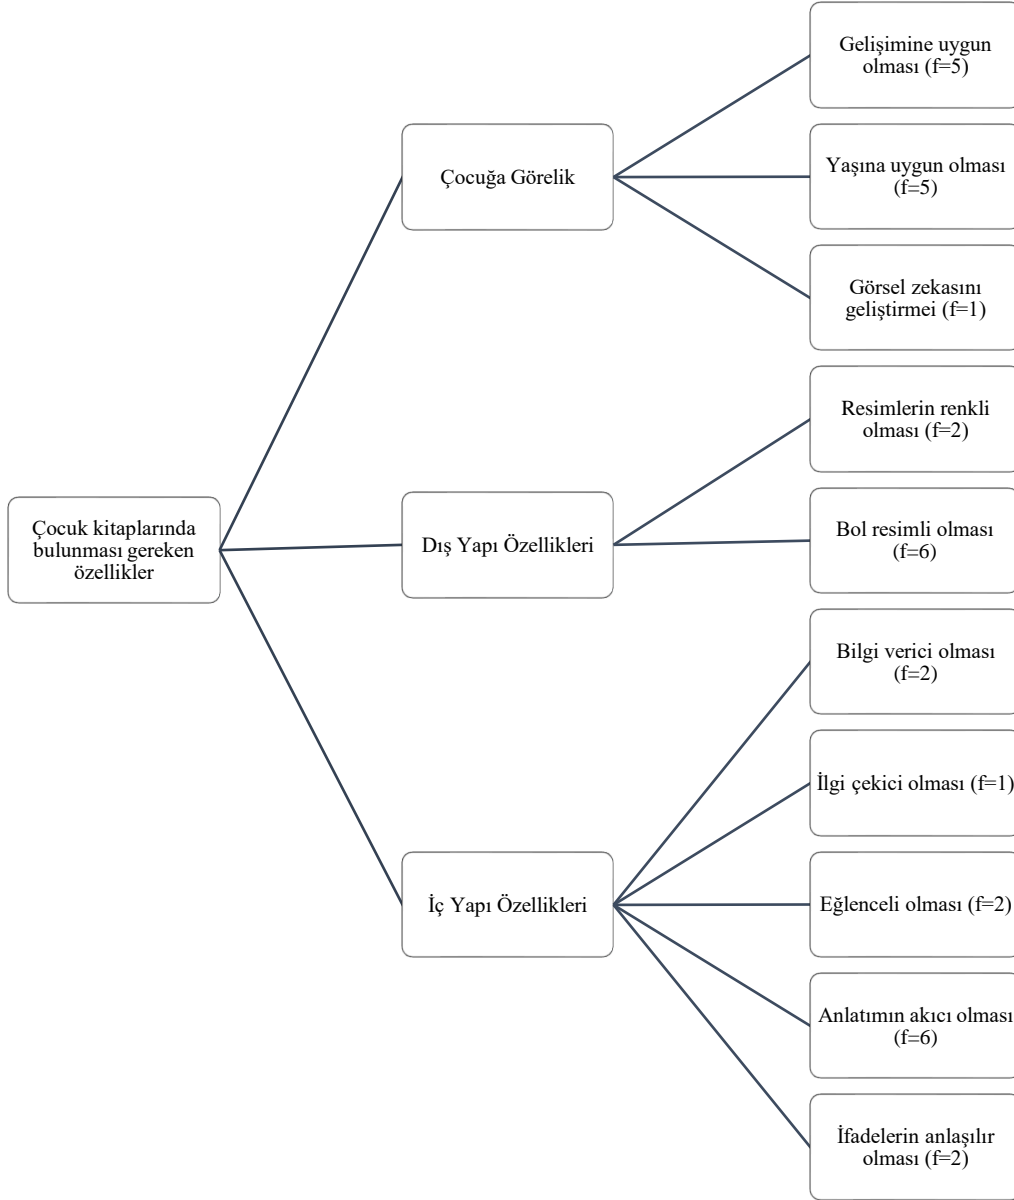 Çocuk kitaplarında
bulunması gereken
özellikler
Çocuğa Görelik
Gelişimine uygun
olması (f=5)
Yaşına uygun olması
(f=5)
Görsel zekasını
geliştirmei (f=1)
Dış Yapı Özellikleri
Resimlerin renkli
olması (f=2)
Bol resimli olması
(f=6)
İç Yapı Özellikleri
Bilgi verici olması
(f=2)
İlgi çekici olması (f=1)
Eğlenceli olması (f=2)
Anlatımın akıcı olması
(f=6)
İfadelerin anlaşılır
olması (f=2)